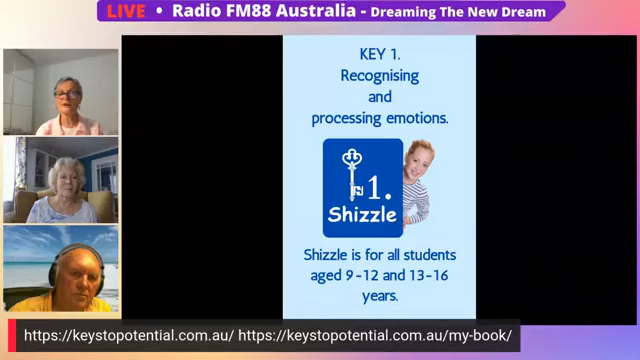 LIVE • Radio FM88 Australia - Dreaming The New Dream
KEY 1.
Recognising
and
processing emotions.
1.
Shizzle
Shizzle is for all students
aged 9-12 and 13-16
years.
https://keystopotential.com.au/ https://keystopotential.com.au/my-book/